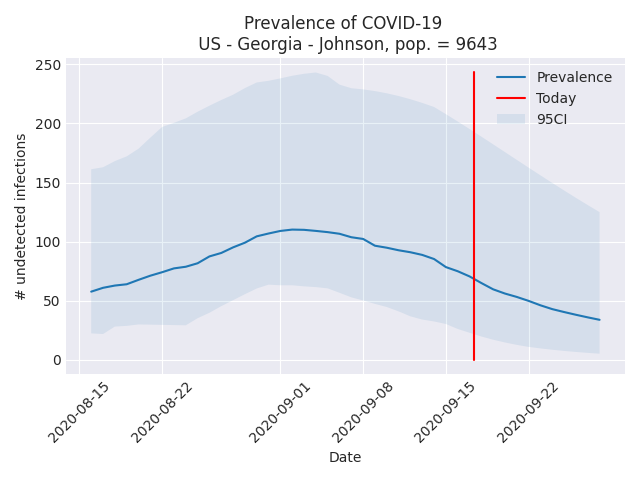 Prevalence of COVID-19
US - Georgia - Johnson, pop. = 9643
250
200
150
100
50
0
# undetected infections
Prevalence
Today
95CI
2020-08-15
2020-08-22
2020-09-01
2020-09-08
2020-09-15
2020-09-22
Date